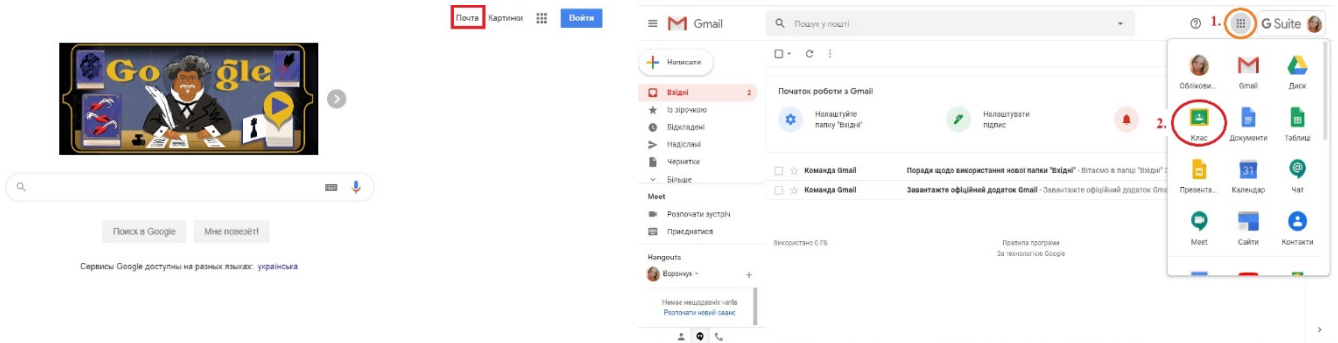 Почта Картинки Войти
Google
Поиск в Google Мне повезёт!
Сервисы Google доступны на разных языках: українська
Gmail
Пошук у пошті
1.
G Suite
Написати
Вхідні 2
Із зірочкою
Відкладені
Надіслані
Чернетки
Більше
Meet
Розпочати зустріч
Приєднатися
Hangouts
Ворончук
Немає нещодавніх чатів
Розпочати новий сеанс
Початок роботи з Gmail
Налаштуйте
папку "Вхідні"
Налаштувати
підпис
Команда Gmail Поради щодо використання нової папки "Вхідні" - Вітаємо в папці "Вхідні"
Команда Gmail Завантажте офіційний додаток Gmail - Завантажте офіційний додаток Gma
Використано 0 ГБ
Правила програми
За технологією Google
Обліков... Gmail Диск
2.
Клас Документи Таблиці
Презента... Календар Чат
31
Meet Сайти Контакти